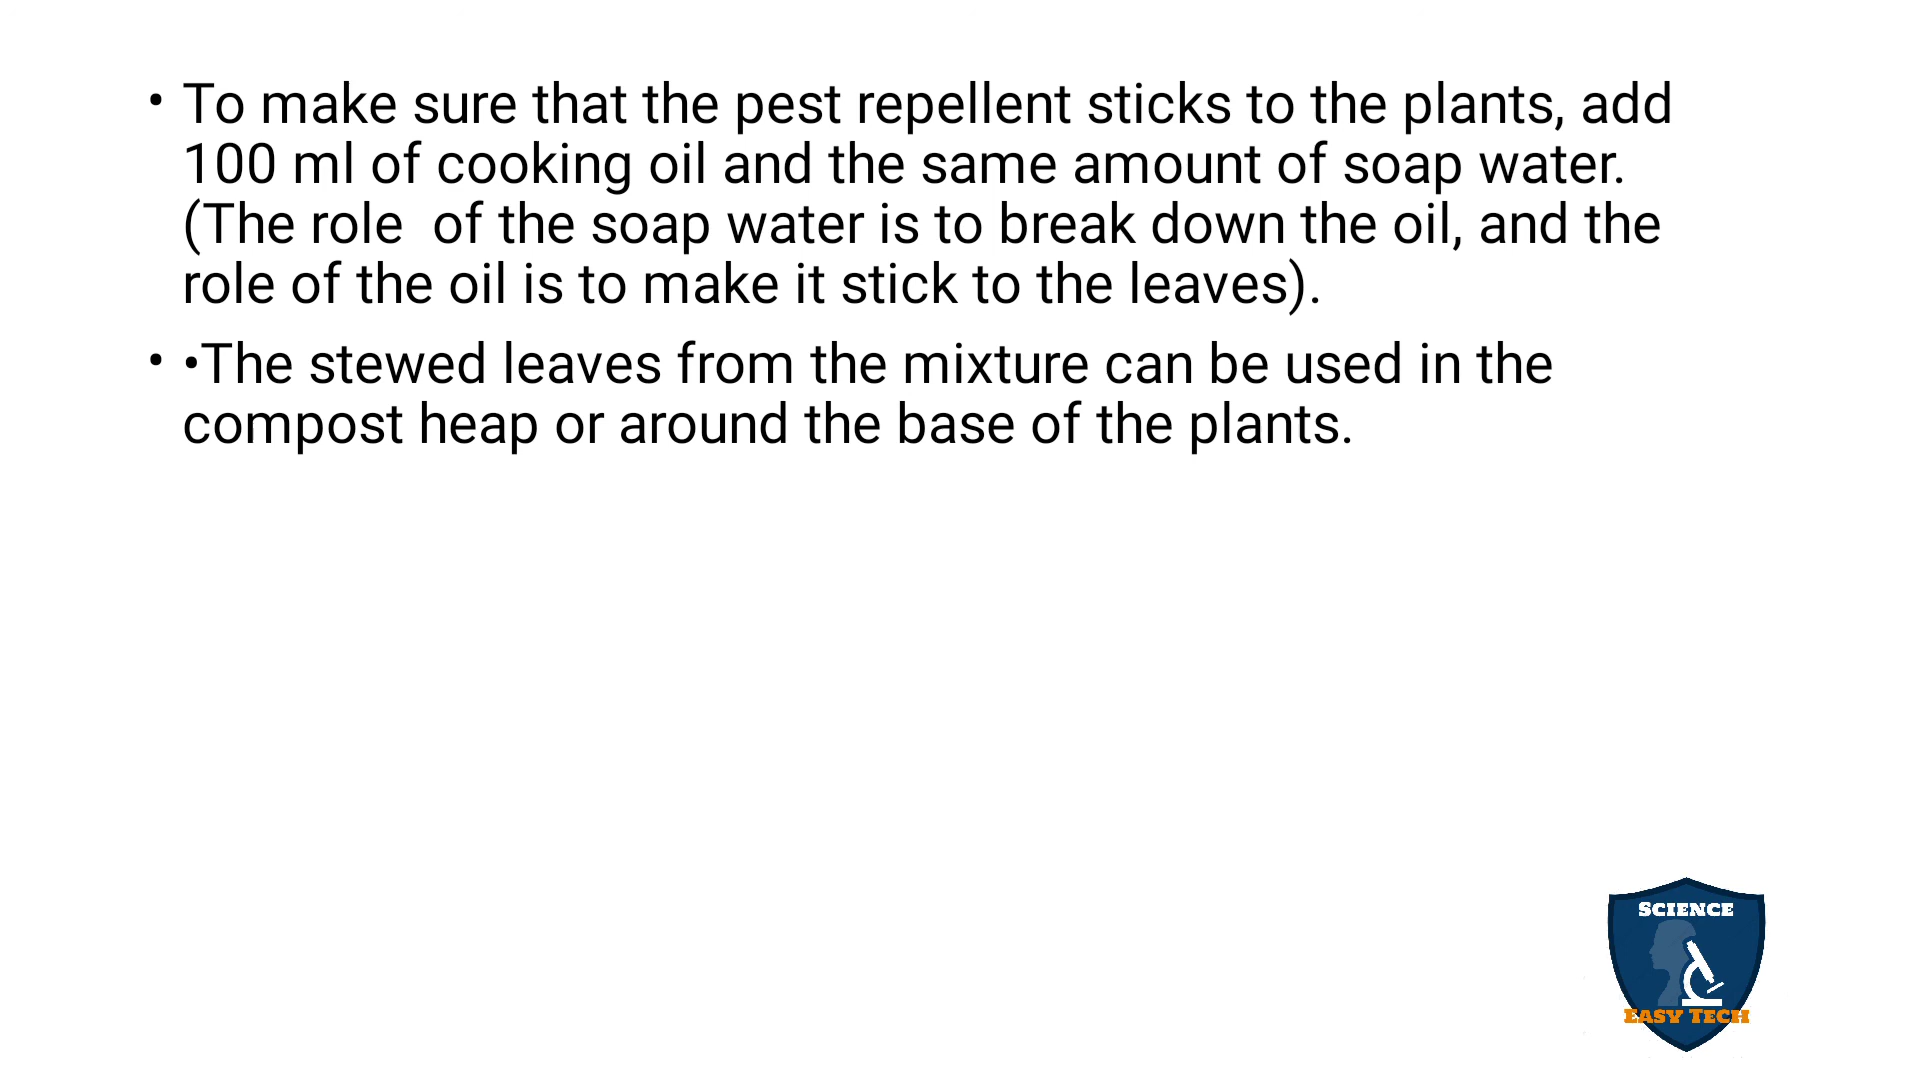 • To make sure that the pest repellent sticks to the plants, add
100 ml of cooking oil and the same amount of soap water.
(The role  of the soap water is to break down the oil, and the
role of the oil is to make it stick to the leaves).
• •The stewed leaves from the mixture can be used in the
compost heap or around the base of the plants.
SCIENCE
EASY TECH